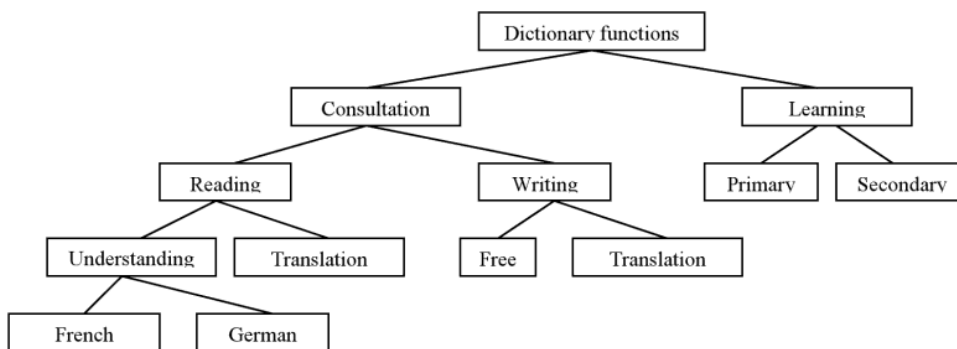 Dictionary functions
Consultation
Learning
Reading
Writing
Primary
Secondary
Understanding
Translation
Free
Translation
French
German